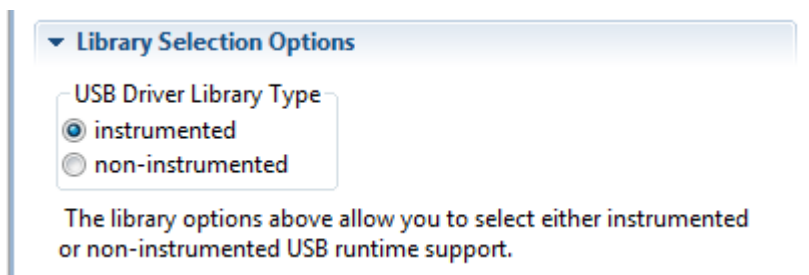 Library Selection Options
USB Driver Library Type
instrumented
non-instrumented
The library options above allow you to select either instrumented
or non-instrumented USB runtime support.